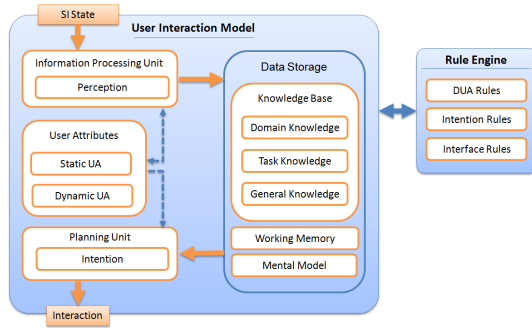 SI State
User Interaction Model
Information Processing Unit
Perception
User Attributes
Static UA
Dynamic UA
Planning Unit
Intention
Interaction
Data Storage
Knowledge Base
Domain Knowledge
Task Knowledge
General Knowledge
Working Memory
Mental Model
Rule Engine
DUA Rules
Intention Rules
Interface Rules